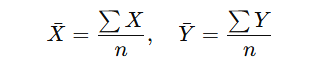 X̄ = ∑X / n, Ȳ = ∑Y / n